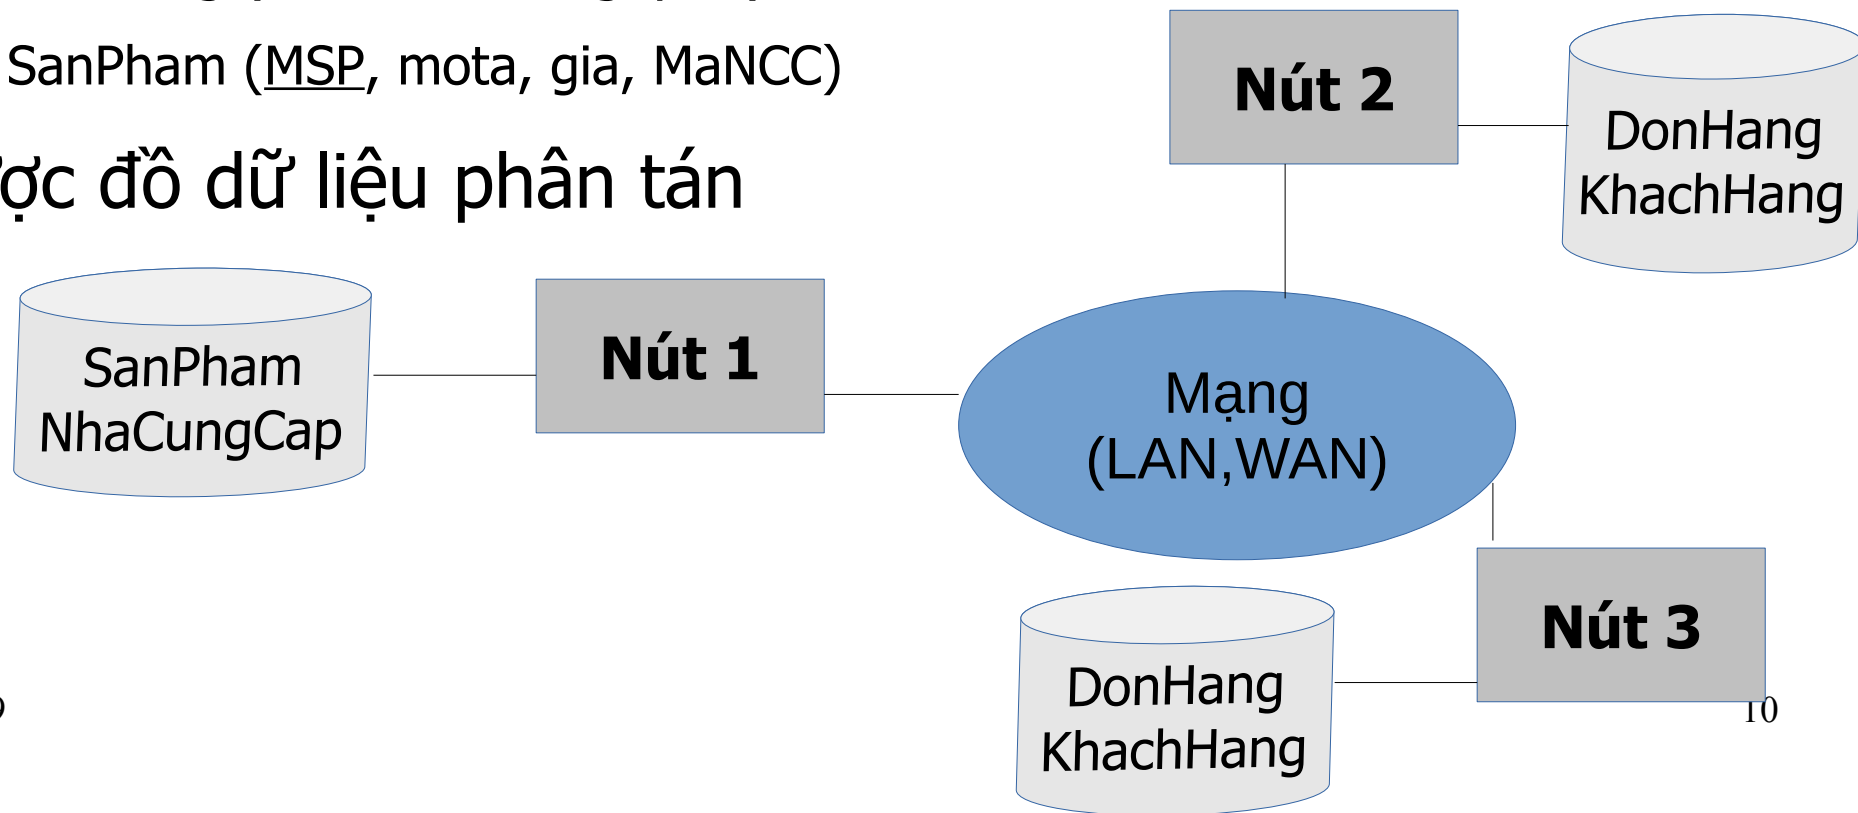 SanPham (MSP, mota, gia, MaNCC)
ợc đồ dữ liệu phân tán
Nút 2
DonHang
KhachHang
SanPham
NhaCungCap
Nút 1
Mạng
(LAN,WAN)
Nút 3
DonHang
KhachHang
10